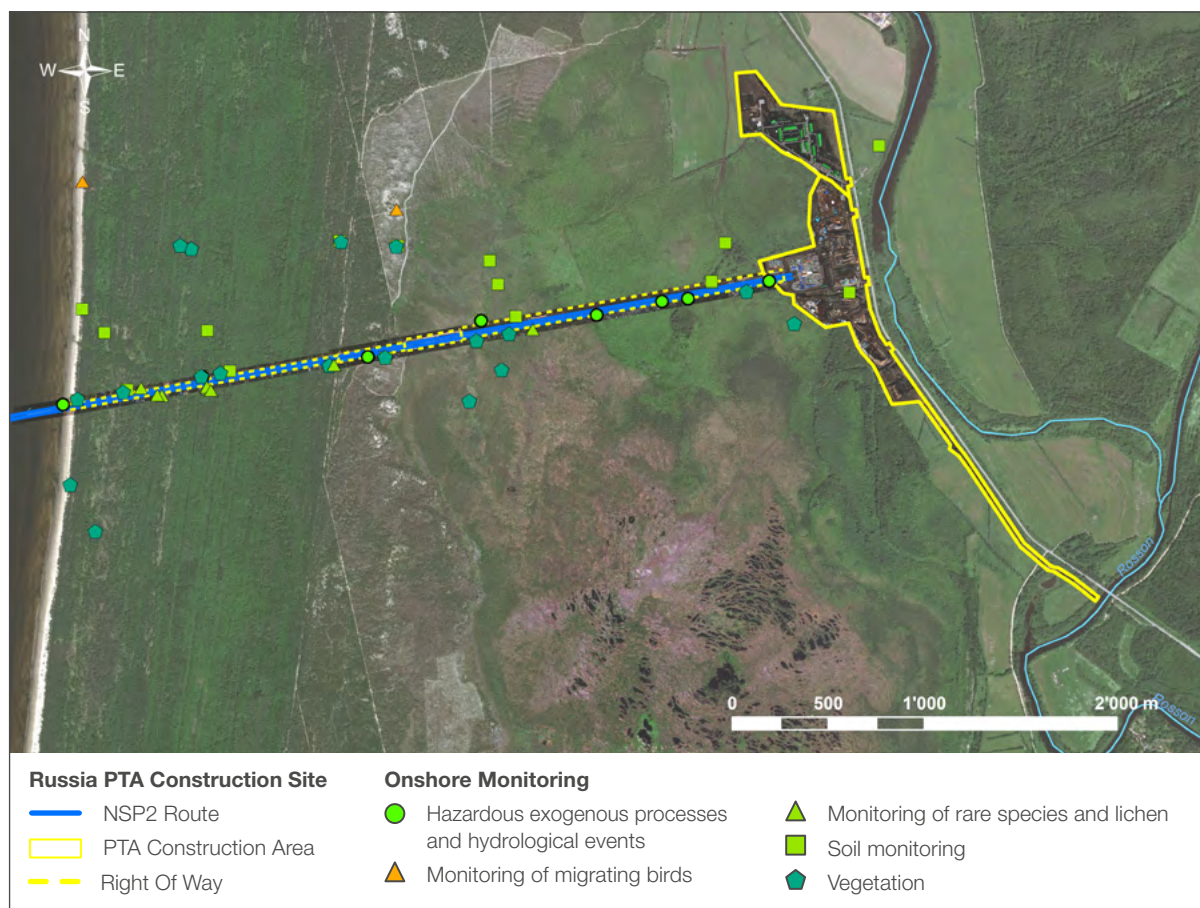 N
W E
S
Rosson
0 500 1'000 2'000 m
Rosson
Russia PTA Construction Site
NSP2 Route
PTA Construction Area
Right Of Way
Onshore Monitoring
Hazardous exogenous processes
and hydrological events
Monitoring of migrating birds
Monitoring of rare species and lichen
Soil monitoring
Vegetation